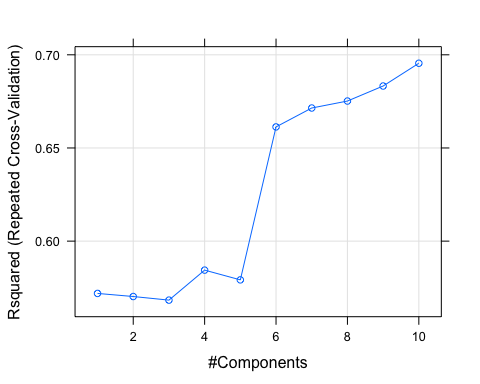 Rsquared (Repeated Cross-Validation)
0.70
0.65
0.60
2 4 6 8 10
#Components